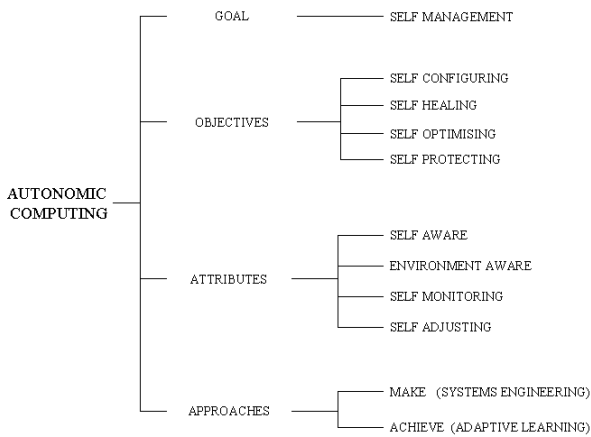 GOAL
SELF MANAGEMENT
OBJECTIVES
SELF CONFIGURING
SELF HEALING
SELF OPTIMISING
SELF PROTECTING
AUTONOMIC
COMPUTING
ATTRIBUTES
SELF AWARE
ENVIRONMENT AWARE
SELF MONITORING
SELF ADJUSTING
APPROACHES
MAKE (SYSTEMS ENGINEERING)
ACHIEVE (ADAPTIVE LEARNING)